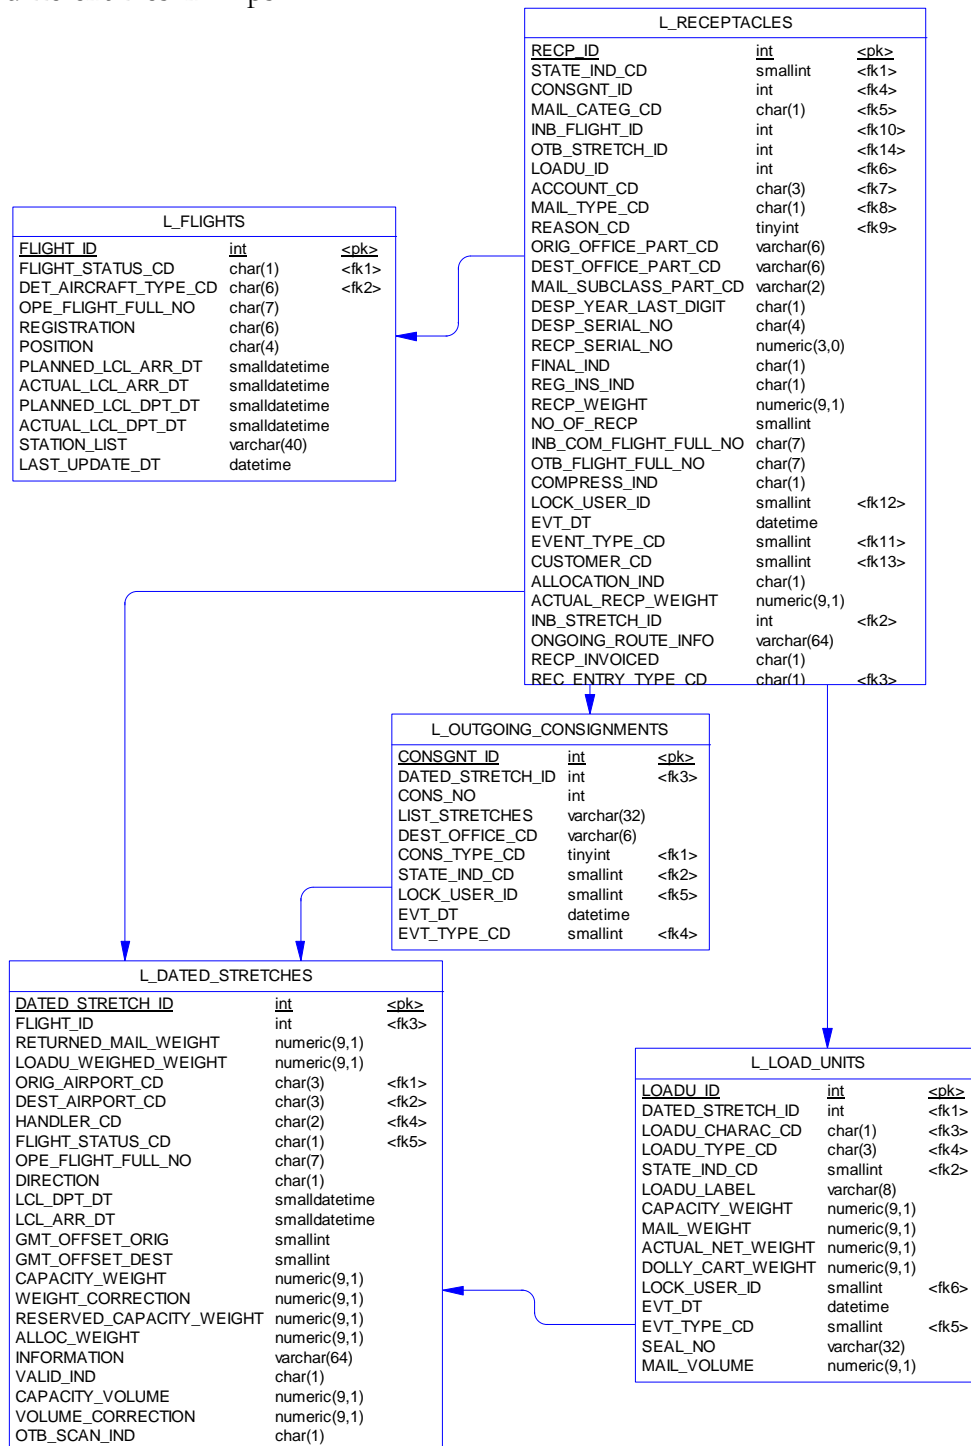 L_RECEPTACLES
RECP_ID int <pk>
STATE_IND_CD smallint <fk1>
CONSGNT_ID int <fk4>
MAIL_CATEG_CD char(1) <fk5>
INB_FLIGHT_ID int <fk10>
OTB_STRETCH_ID int <fk14>
LOADU_ID int <fk6>
ACCOUNT_CD char(3) <fk7>
MAIL_TYPE_CD char(1) <fk8>
REASON_CD tinyint <fk9>
ORIG_OFFICE_PART_CD varchar(6)
DEST_OFFICE_PART_CD varchar(6)
MAIL_SUBCLASS_PART_CD varchar(2)
DESP_YEAR_LAST_DIGIT char(1)
DESP_SERIAL_NO char(4)
RECP_SERIAL_NO numeric(3,0)
FINAL_IND char(1)
REG_INS_IND char(1)
RECP_WEIGHT numeric(9,1)
NO_OF_RECP smallint
INB_COM_FLIGHT_FULL_NO char(7)
OTB_FLIGHT_FULL_NO char(7)
COMPRESS_IND char(1)
LOCK_USER_ID smallint <fk12>
EVT_DT datetime
EVENT_TYPE_CD smallint <fk11>
CUSTOMER_CD smallint <fk13>
ALLOCATION_IND char(1)
ACTUAL_RECP_WEIGHT numeric(9,1)
INB_STRETCH_ID int <fk2>
ONGOING_ROUTE_INFO varchar(64)
RECP_INVOICED char(1)
REC_ENTRY_TYPE_CD char(1) <fk3>
L_FLIGHTS
FLIGHT_ID int <pk>
FLIGHT_STATUS_CD char(1) <fk1>
DET_AIRCRAFT_TYPE_CD char(6) <fk2>
OPE_FLIGHT_FULL_NO char(7)
REGISTRATION char(6)
POSITION char(4)
PLANNED_LCL_ARR_DT smalldatetime
ACTUAL_LCL_ARR_DT smalldatetime
PLANNED_LCL_DPT_DT smalldatetime
ACTUAL_LCL_DPT_DT smalldatetime
STATION_LIST varchar(40)
LAST_UPDATE_DT datetime
L_OUTGOING_CONSIGNMENTS
CONSGNT_ID int <pk>
DATED_STRETCH_ID int <fk3>
CONS_NO int
LIST_STRETCHES varchar(32)
DEST_OFFICE_CD varchar(6)
CONS_TYPE_CD tinyint <fk1>
STATE_IND_CD smallint <fk2>
LOCK_USER_ID smallint <fk5>
EVT_DT datetime
EVT_TYPE_CD smallint <fk4>
L_DATED_STRETCHES
DATED_STRETCH_ID int <pk>
FLIGHT_ID int <fk3>
RETURNED_MAIL_WEIGHT numeric(9,1)
LOADU_WEIGHED_WEIGHT numeric(9,1)
ORIG_AIRPORT_CD char(3) <fk1>
DEST_AIRPORT_CD char(3) <fk2>
HANDLER_CD char(2) <fk4>
FLIGHT_STATUS_CD char(1) <fk5>
OPE_FLIGHT_FULL_NO char(7)
DIRECTION char(1)
LCL_DPT_DT smalldatetime
LCL_ARR_DT smalldatetime
GMT_OFFSET_ORIG smallint
GMT_OFFSET_DEST smallint
CAPACITY_WEIGHT numeric(9,1)
WEIGHT_CORRECTION numeric(9,1)
RESERVED_CAPACITY_WEIGHT numeric(9,1)
ALLOC_WEIGHT numeric(9,1)
INFORMATION varchar(64)
VALID_IND char(1)
CAPACITY_VOLUME numeric(9,1)
VOLUME_CORRECTION numeric(9,1)
OTB_SCAN_IND char(1)
L_LOAD_UNITS
LOADU_ID int <pk>
DATED_STRETCH_ID int <fk1>
LOADU_CHARAC_CD char(1) <fk3>
LOADU_TYPE_CD char(3) <fk4>
STATE_IND_CD smallint <fk2>
LOADU_LABEL varchar(8)
CAPACITY_WEIGHT numeric(9,1)
MAIL_WEIGHT numeric(9,1)
ACTUAL_NET_WEIGHT numeric(9,1)
DOLLY_CART_WEIGHT numeric(9,1)
LOCK_USER_ID smallint <fk6>
EVT_DT datetime
EVT_TYPE_CD smallint <fk5>
SEAL_NO varchar(32)
MAIL_VOLUME numeric(9,1)